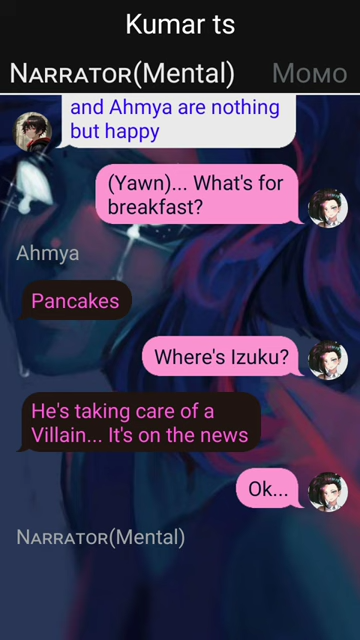 Kumar ts
Narrator(Mental) Momo
and Ahmya are nothing
but happy
(Yawn)... What's for
breakfast?
Ahmya
Pancakes
Where's Izuku?
He's taking care of a
Villain... It's on the news
Ok...
Narrator(Mental)